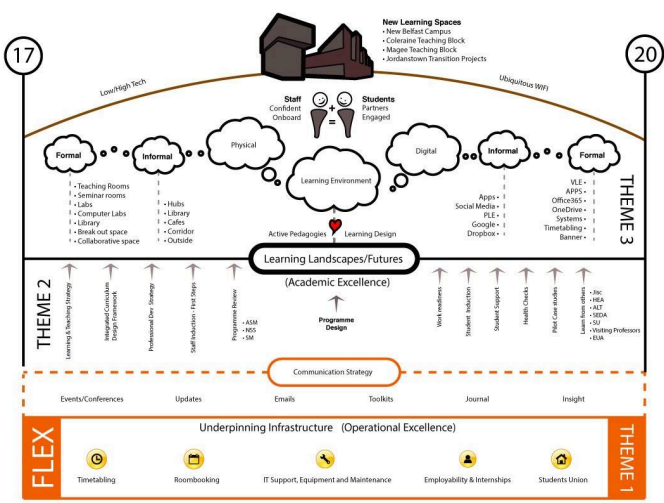 New Learning Spaces
• New Belfast Campus
• Coleraine Teaching Block
• Magee Teaching Block
• Jordanstown Transition Projects
17
20
Low/High Tech
Ubiquitous WIFI
Staff
Confident
Onboard
Students
Partners
Engaged
+
=
Formal
Informal
Physical
Learning Environment
Digital
Informal
Formal
• Teaching Rooms
• Seminar rooms
• Labs
• Computer Labs
• Library
• Break out space
• Collaborative space
• Hubs
• Library
• Cafes
• Corridor
• Outside
Apps •
Social Media •
PLE •
Google •
Dropbox •
VLE •
APPS •
Office365 •
OneDrive •
Systems •
Timetabling •
Banner •
THEME 3
Active Pedagogies
Learning Design
Learning Landscapes/Futures
(Academic Excellence)
THEME 2
Learning & Teaching Strategy
Integrated Curriculum
Design Framework
Professional Dev Strategy
Staff Induction - First Steps
Programme Review
• ASM
• NSS
• SM
Programme
Design
Work readiness
Student Induction
Student Support
Health Checks
Pilot Case studies
Learn from others
• Jisc
• HEA
• ALT
• SEDA
• SU
• Visiting Professors
• EUA
Communication Strategy
Events/Conferences
Updates
Emails
Toolkits
Journal
Insight
FLEX
Underpinning Infrastructure (Operational Excellence)
Timetabling
Roombooking
IT Support, Equipment and Maintenance
Employability & Internships
Students Union
THEME 1